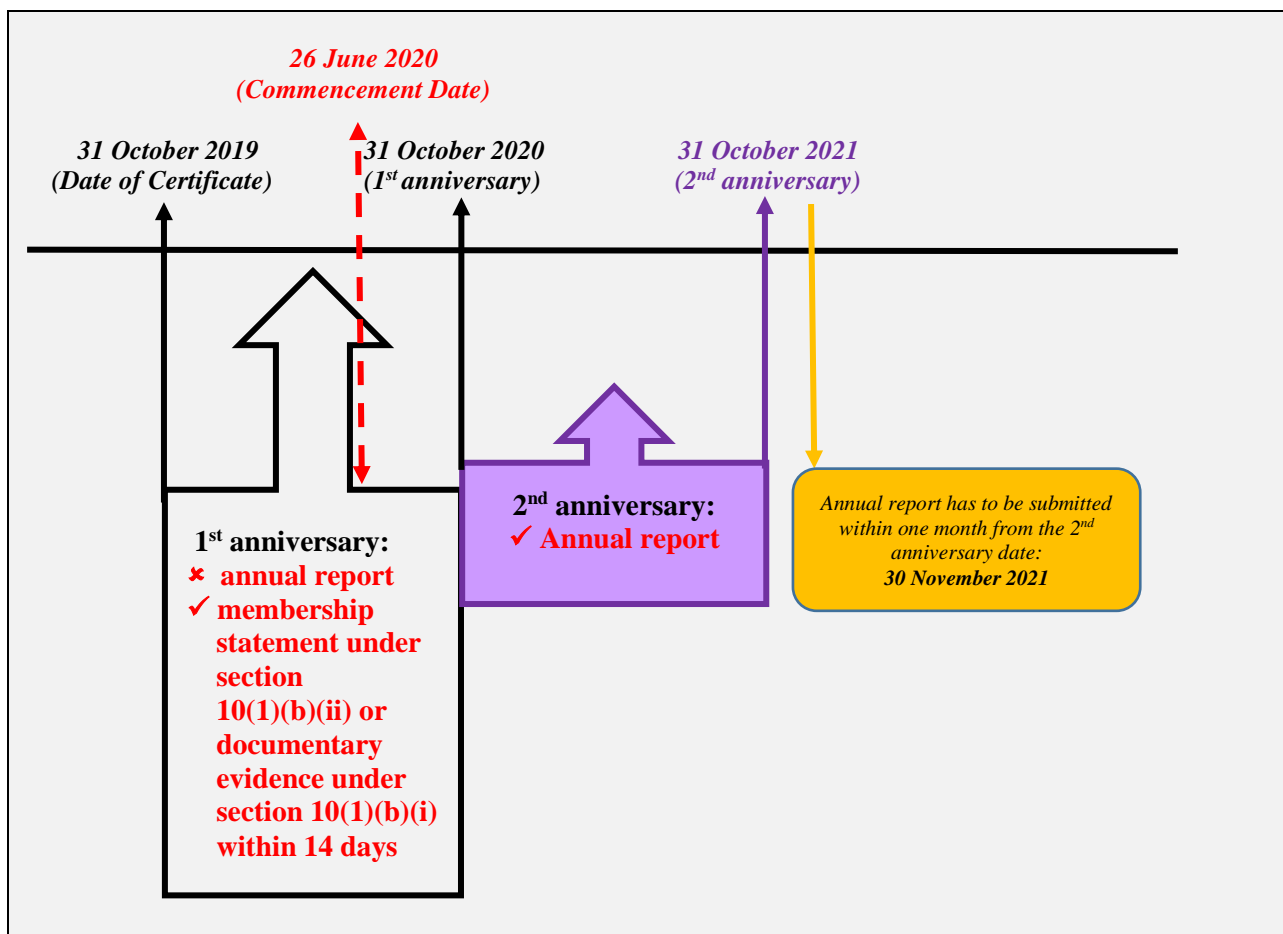 26 June 2020
(Commencement Date)
31 October 2019
(Date of Certificate)
31 October 2020
(1st anniversary)
31 October 2021
(2nd anniversary)
1st anniversary:
✖ annual report
✓ membership
statement under
section
10(1)(b)(ii) or
documentary
evidence under
section 10(1)(b)(i)
within 14 days
2nd anniversary:
✓ Annual report
Annual report has to be submitted
within one month from the 2nd
anniversary date:
30 November 2021